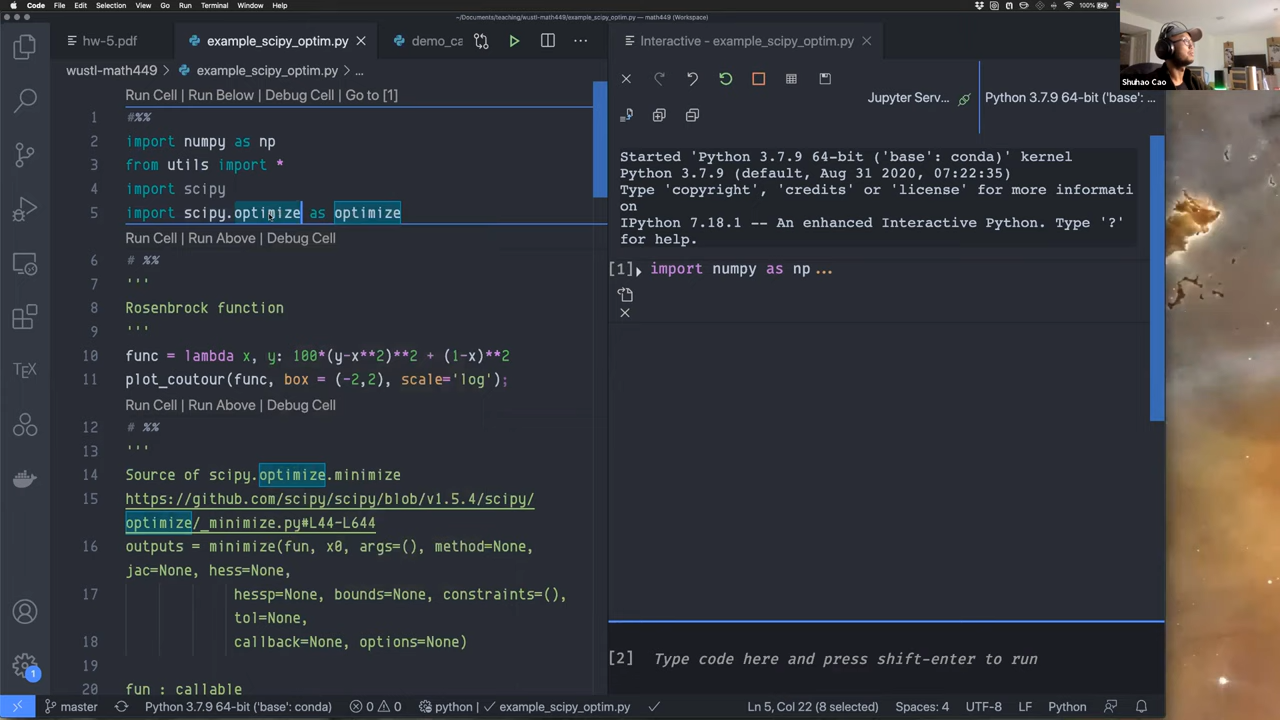 Code File Edit Selection View Go Run Terminal Window Help
100%
~/Documents/teaching/wustl-math449/example_scipy_optim.py — math449 (Workspace)
hw-5.pdf
example_scipy_optim.py
demo_ca
Interactive - example_scipy_optim.py
Shuhao Cao
wustl-math449 > example_scipy_optim.py > ...
Run Cell | Run Below | Debug Cell | Go to [1]
1 #%%
2 import numpy as np
3 from utils import *
4 import scipy
5 import scipy.optimize as optimize
Run Cell | Run Above | Debug Cell
6 # %%
7 '''
8 Rosenbrock function
9 '''
10 func = lambda x, y: 100*(y-x**2)**2 + (1-x)**2
11 plot_coutour(func, box = (-2,2), scale='log');
Run Cell | Run Above | Debug Cell
12 # %%
13 '''
14 Source of scipy.optimize.minimize
15 https://github.com/scipy/scipy/blob/v1.5.4/scipy/
optimize/_minimize.py#L44-L644
16 outputs = minimize(fun, x0, args=(), method=None,
jac=None, hess=None,
17 hessp=None, bounds=None, constraints=(),
tol=None,
18 callback=None, options=None)
19
20 fun : callable
Jupyter Serv...
Python 3.7.9 64-bit ('base': ...
Started 'Python 3.7.9 64-bit ('base': conda)' kernel
Python 3.7.9 (default, Aug 31 2020, 07:22:35)
Type 'copyright', 'credits' or 'license' for more informati
on
IPython 7.18.1 -- An enhanced Interactive Python. Type '?'
for help.
[1] import numpy as np...
[2] Type code here and press shift-enter to run
TEX
1
master
Python 3.7.9 64-bit ('base': conda)
0 0
python | ✓ example_scipy_optim.py
Ln 5, Col 22 (8 selected)
Spaces: 4
UTF-8
LF
Python